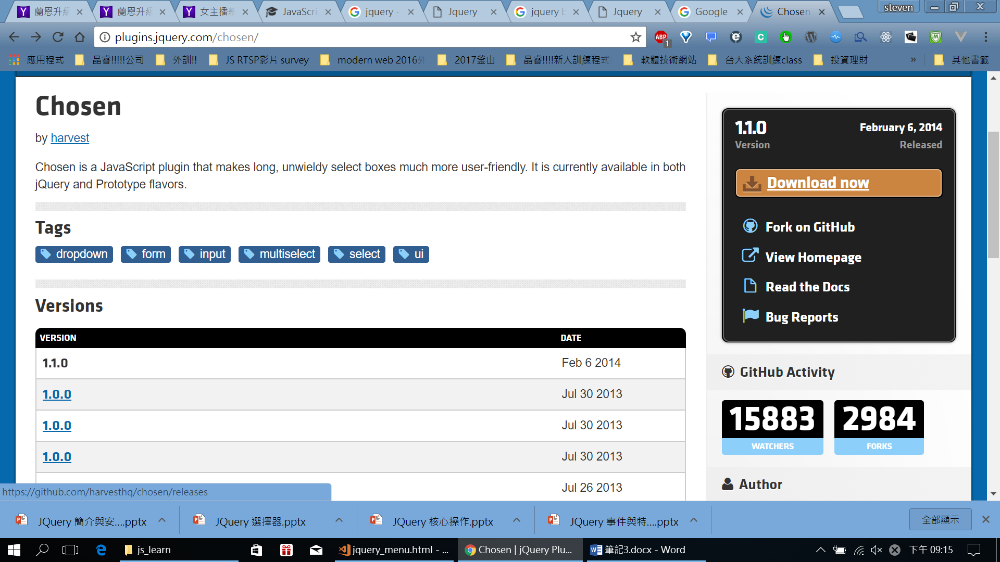 蘭恩升級
蘭恩升級
女主播新
JavaScri
jquery -
Jquery
jquery b
Jquery
Google
Chosen
steven
plugins.jquery.com/chosen/
ABP
1
應用程式
晶睿!!!!!公司
外訓!!
JS RTSP影片 survey
modern web 2016外
2017釜山
晶睿!!!!新人訓練程式
軟體技術網站
台大系統訓練class
投資理財
»
其他書籤
Chosen
by harvest
Chosen is a JavaScript plugin that makes long, unwieldy select boxes much more user-friendly. It is currently available in both
jQuery and Prototype flavors.
Tags
dropdown
form
input
multiselect
select
ui
Versions
VERSION DATE
1.1.0 Feb 6 2014
1.0.0 Jul 30 2013
1.0.0 Jul 30 2013
1.0.0 Jul 30 2013
Jul 26 2013
1.1.0 February 6, 2014
Version Released
Download now
Fork on GitHub
View Homepage
Read the Docs
Bug Reports
GitHub Activity
15883 2984
WATCHERS FORKS
Author
https://github.com/harvesthq/chosen/releases
JQuery 簡介與安....pptx
JQuery 選擇器.pptx
JQuery 核心操作.pptx
JQuery 事件與特....pptx
全部顯示
js_learn
jquery_menu.html - ...
Chosen | jQuery Plu...
筆記3.docx - Word
下午 09:15